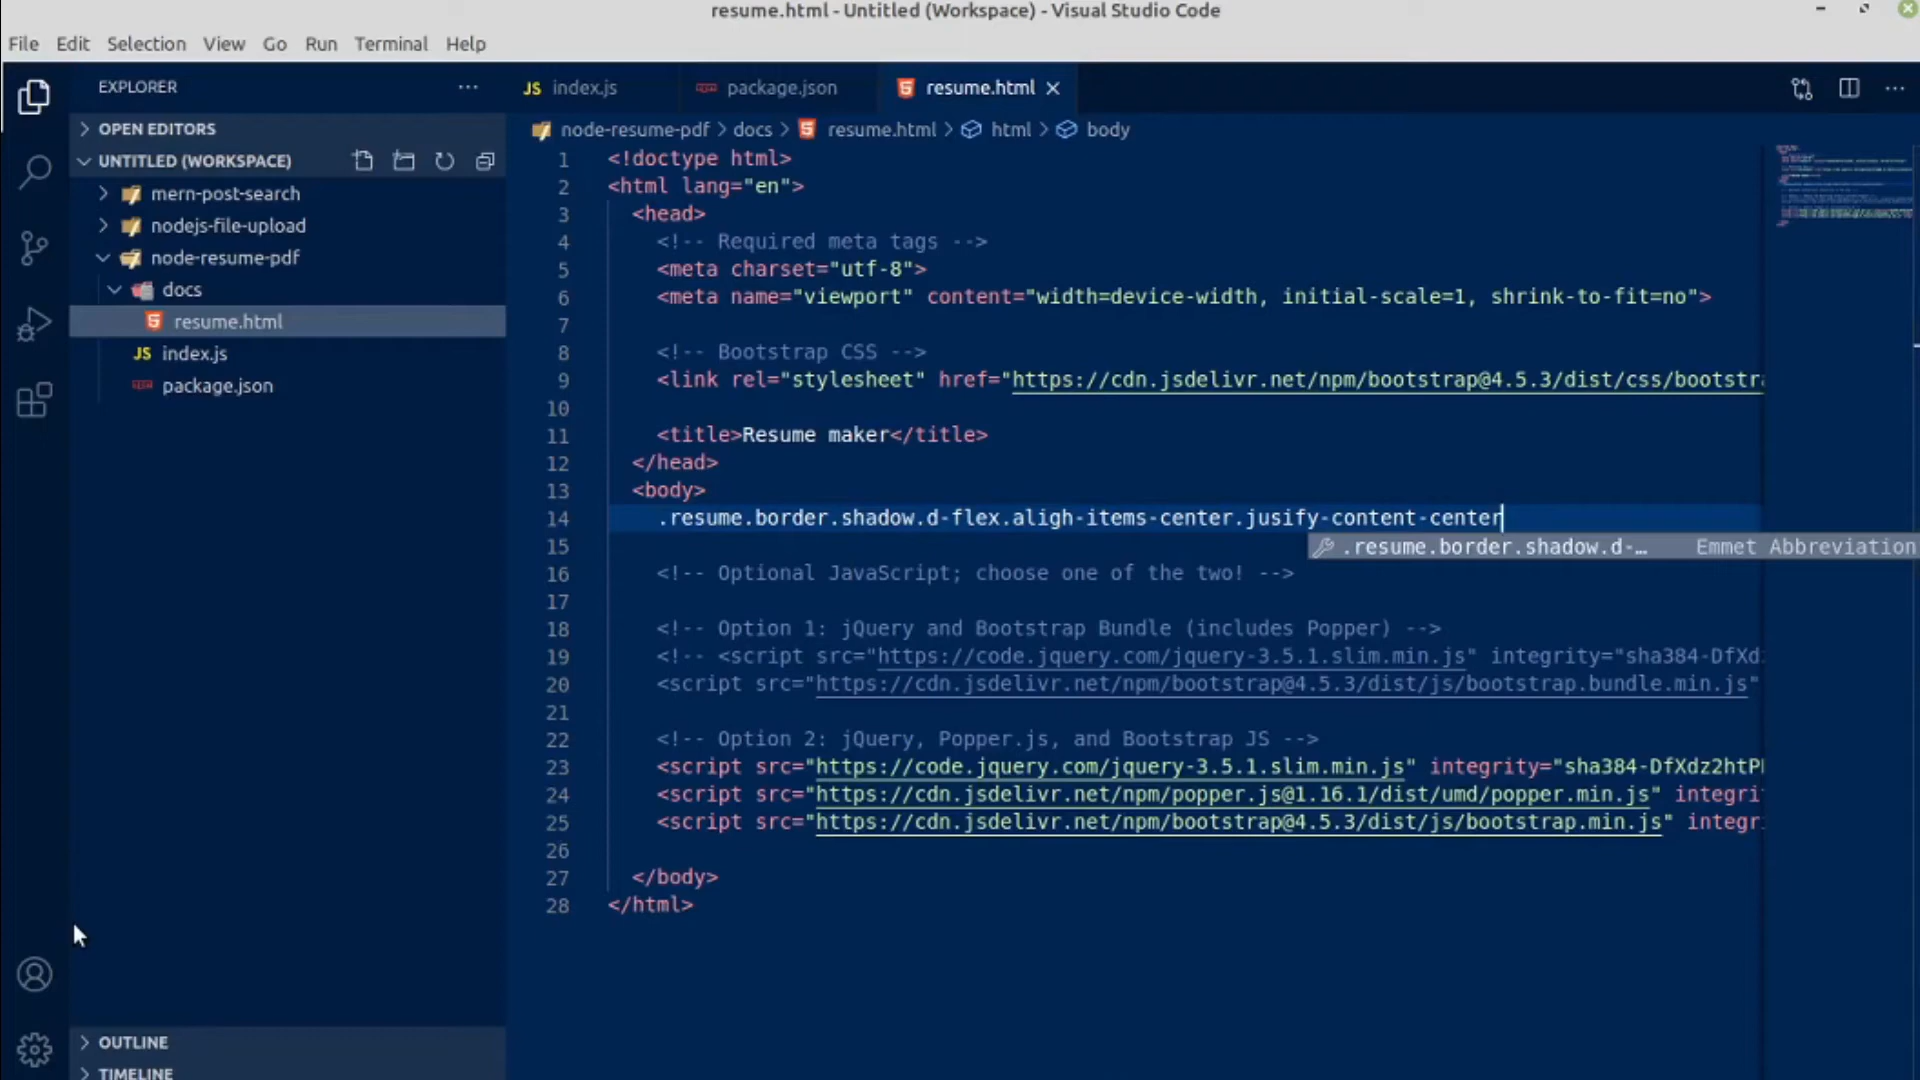 resume.html - Untitled (Workspace) - Visual Studio Code
File Edit Selection View Go Run Terminal Help
EXPLORER
OPEN EDITORS
UNTITLED (WORKSPACE)
mern-post-search
nodejs-file-upload
node-resume-pdf
docs
resume.html
JS index.js
package.json
OUTLINE
TIMELINE
JS index.js package.json resume.html
node-resume-pdf > docs > resume.html > html > body
1 <!doctype html>
2 <html lang="en">
3 <head>
4 <!-- Required meta tags -->
5 <meta charset="utf-8">
6 <meta name="viewport" content="width=device-width, initial-scale=1, shrink-to-fit=no">
7
8 <!-- Bootstrap CSS -->
9 <link rel="stylesheet" href="https://cdn.jsdelivr.net/npm/bootstrap@4.5.3/dist/css/bootstra
10
11 <title>Resume maker</title>
12 </head>
13 <body>
14 .resume.border.shadow.d-flex.aligh-items-center.jusify-content-center
.resume.border.shadow.d-… Emmet Abbreviation
15
16 <!-- Optional JavaScript; choose one of the two! -->
17
18 <!-- Option 1: jQuery and Bootstrap Bundle (includes Popper) -->
19 <!-- <script src="https://code.jquery.com/jquery-3.5.1.slim.min.js" integrity="sha384-DfXd
20 <script src="https://cdn.jsdelivr.net/npm/bootstrap@4.5.3/dist/js/bootstrap.bundle.min.js"
21
22 <!-- Option 2: jQuery, Popper.js, and Bootstrap JS -->
23 <script src="https://code.jquery.com/jquery-3.5.1.slim.min.js" integrity="sha384-DfXdz2htP
24 <script src="https://cdn.jsdelivr.net/npm/popper.js@1.16.1/dist/umd/popper.min.js" integri
25 <script src="https://cdn.jsdelivr.net/npm/bootstrap@4.5.3/dist/js/bootstrap.min.js" integr
26
27 </body>
28 </html>